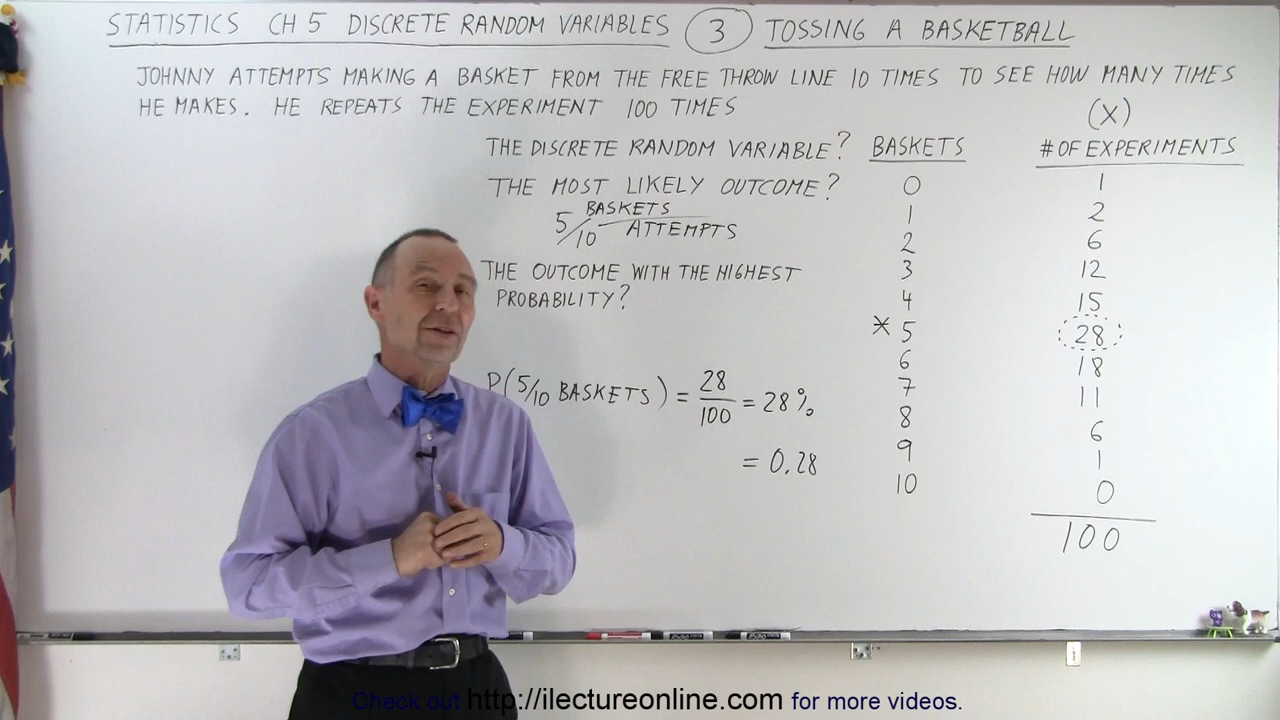 STATISTICS CH 5 DISCRETE RANDOM VARIABLES 3 TOSSING A BASKETBALL
JOHNNY ATTEMPTS MAKING A BASKET FROM THE FREE THROW LINE 10 TIMES TO SEE HOW MANY TIMES
HE MAKES. HE REPEATS THE EXPERIMENT 100 TIMES
(X)
THE DISCRETE RANDOM VARIABLE? BASKETS # OF EXPERIMENTS
THE MOST LIKELY OUTCOME? 0 1
5/10 BASKETS/ATTEMPTS 1 2
2 6
THE OUTCOME WITH THE HIGHEST 3 12
PROBABILITY? 4 15
* 5 28
6 18
P(5/10 BASKETS) = 28/100 = 28% 7 11
8 6
= 0.28 9 1
10 0
100
Check out http://ilectureonline.com for more videos.